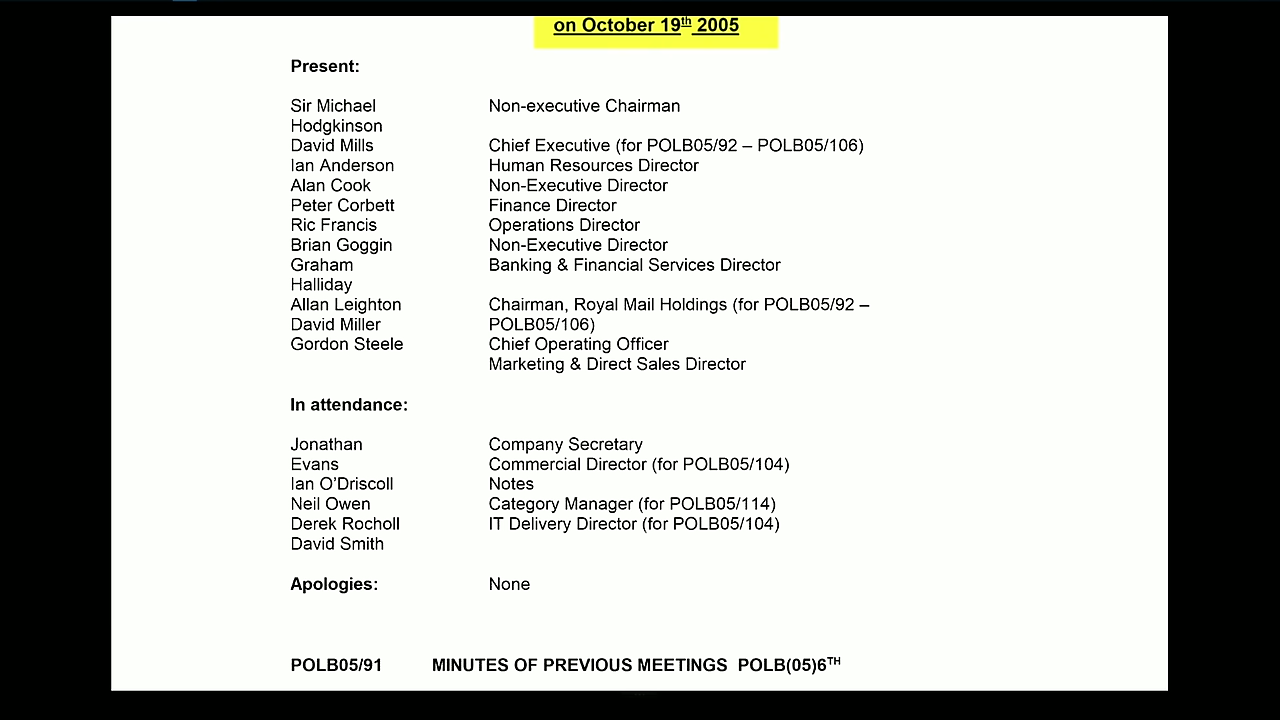 on October 19th 2005
Present:
Sir Michael Non-executive Chairman
Hodgkinson
David Mills Chief Executive (for POLB05/92 – POLB05/106)
Ian Anderson Human Resources Director
Alan Cook Non-Executive Director
Peter Corbett Finance Director
Ric Francis Operations Director
Brian Goggin Non-Executive Director
Graham Banking & Financial Services Director
Halliday
Allan Leighton Chairman, Royal Mail Holdings (for POLB05/92 –
David Miller POLB05/106)
Gordon Steele Chief Operating Officer
Marketing & Direct Sales Director
In attendance:
Jonathan Company Secretary
Evans Commercial Director (for POLB05/104)
Ian O’Driscoll Notes
Neil Owen Category Manager (for POLB05/114)
Derek Rocholl IT Delivery Director (for POLB05/104)
David Smith
Apologies: None
POLB05/91 MINUTES OF PREVIOUS MEETINGS POLB(05)6TH